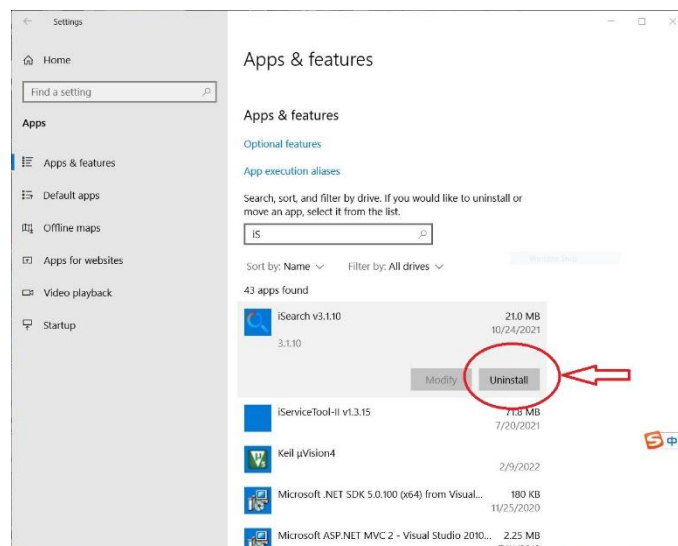 Settings
Home
Find a setting
Apps
Apps & features
Default apps
Offline maps
Apps for websites
Video playback
Startup
Apps & features
Apps & features
Optional features
App execution aliases
Search, sort, and filter by drive. If you would like to uninstall or
move an app, select it from the list.
iS
Sort by: Name Filter by: All drives
43 apps found
iSearch v3.1.10 21.0 MB
10/24/2021
3.1.10
Modify Uninstall
iServiceTool-II v1.3.15 71.8 MB
7/20/2021
Keil µVision4
2/9/2022
Microsoft .NET SDK 5.0.100 (x64) from Visual... 180 KB
11/25/2020
Microsoft ASP.NET MVC 2 - Visual Studio 2010... 2.25 MB
S 中